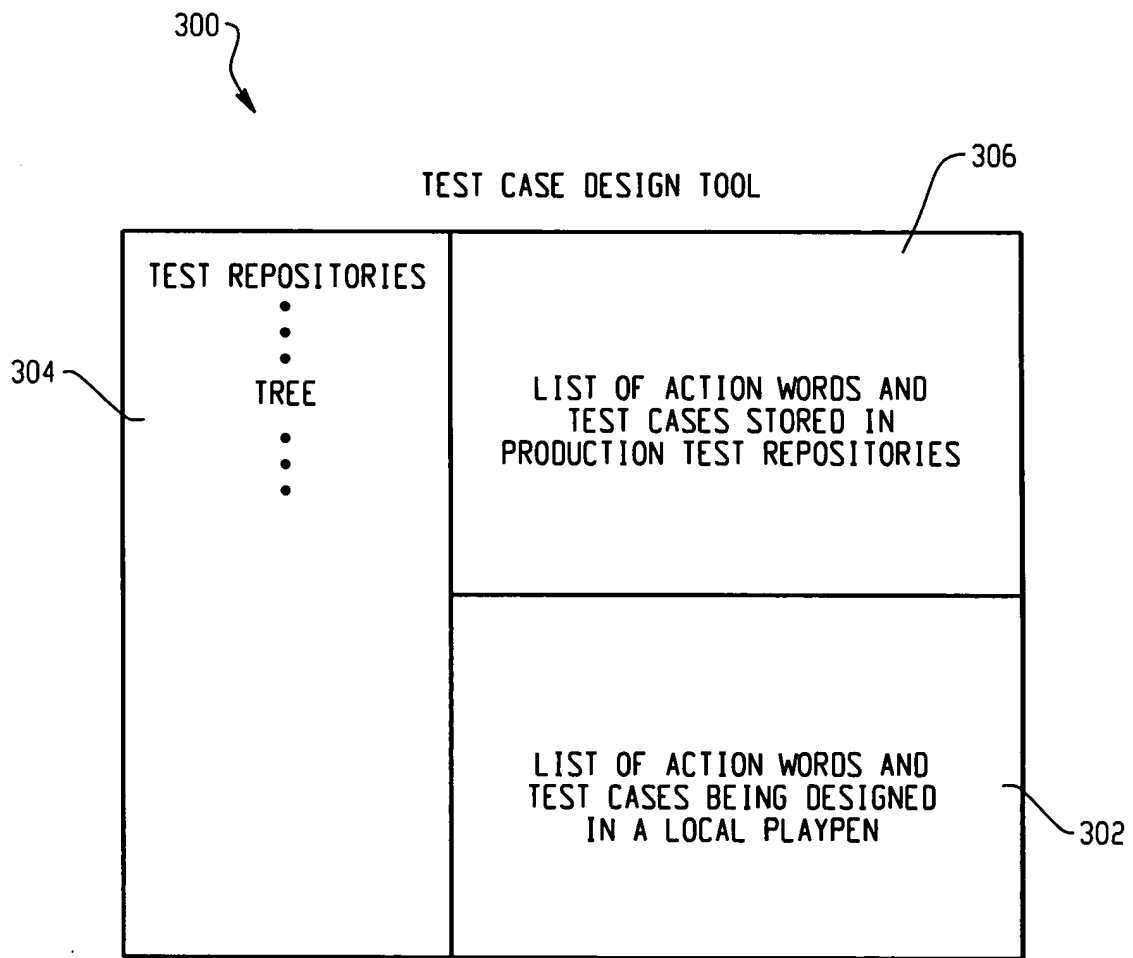 300
306
TEST CASE DESIGN TOOL
TEST REPOSITORIES
304
TREE
LIST OF ACTION WORDS AND
TEST CASES STORED IN
PRODUCTION TEST REPOSITORIES
LIST OF ACTION WORDS AND
TEST CASES BEING DESIGNED
IN A LOCAL PLAYPEN
302